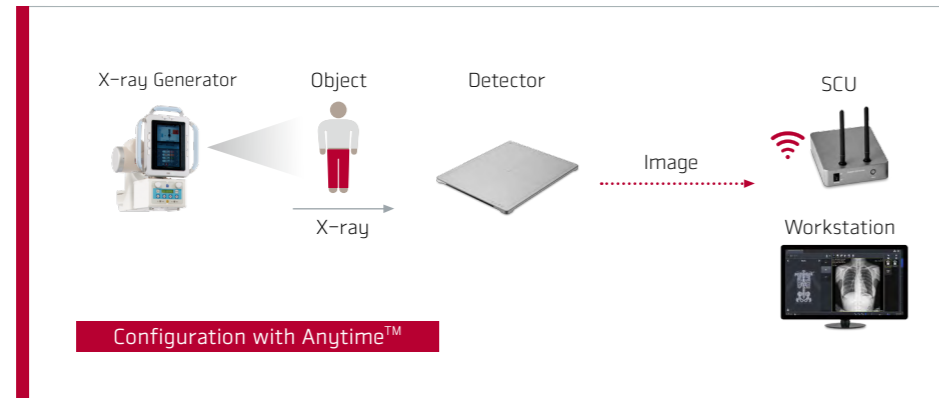 X-ray Generator
Object
Detector
SCU
Image
X-ray
Workstation
Configuration with Anytime™